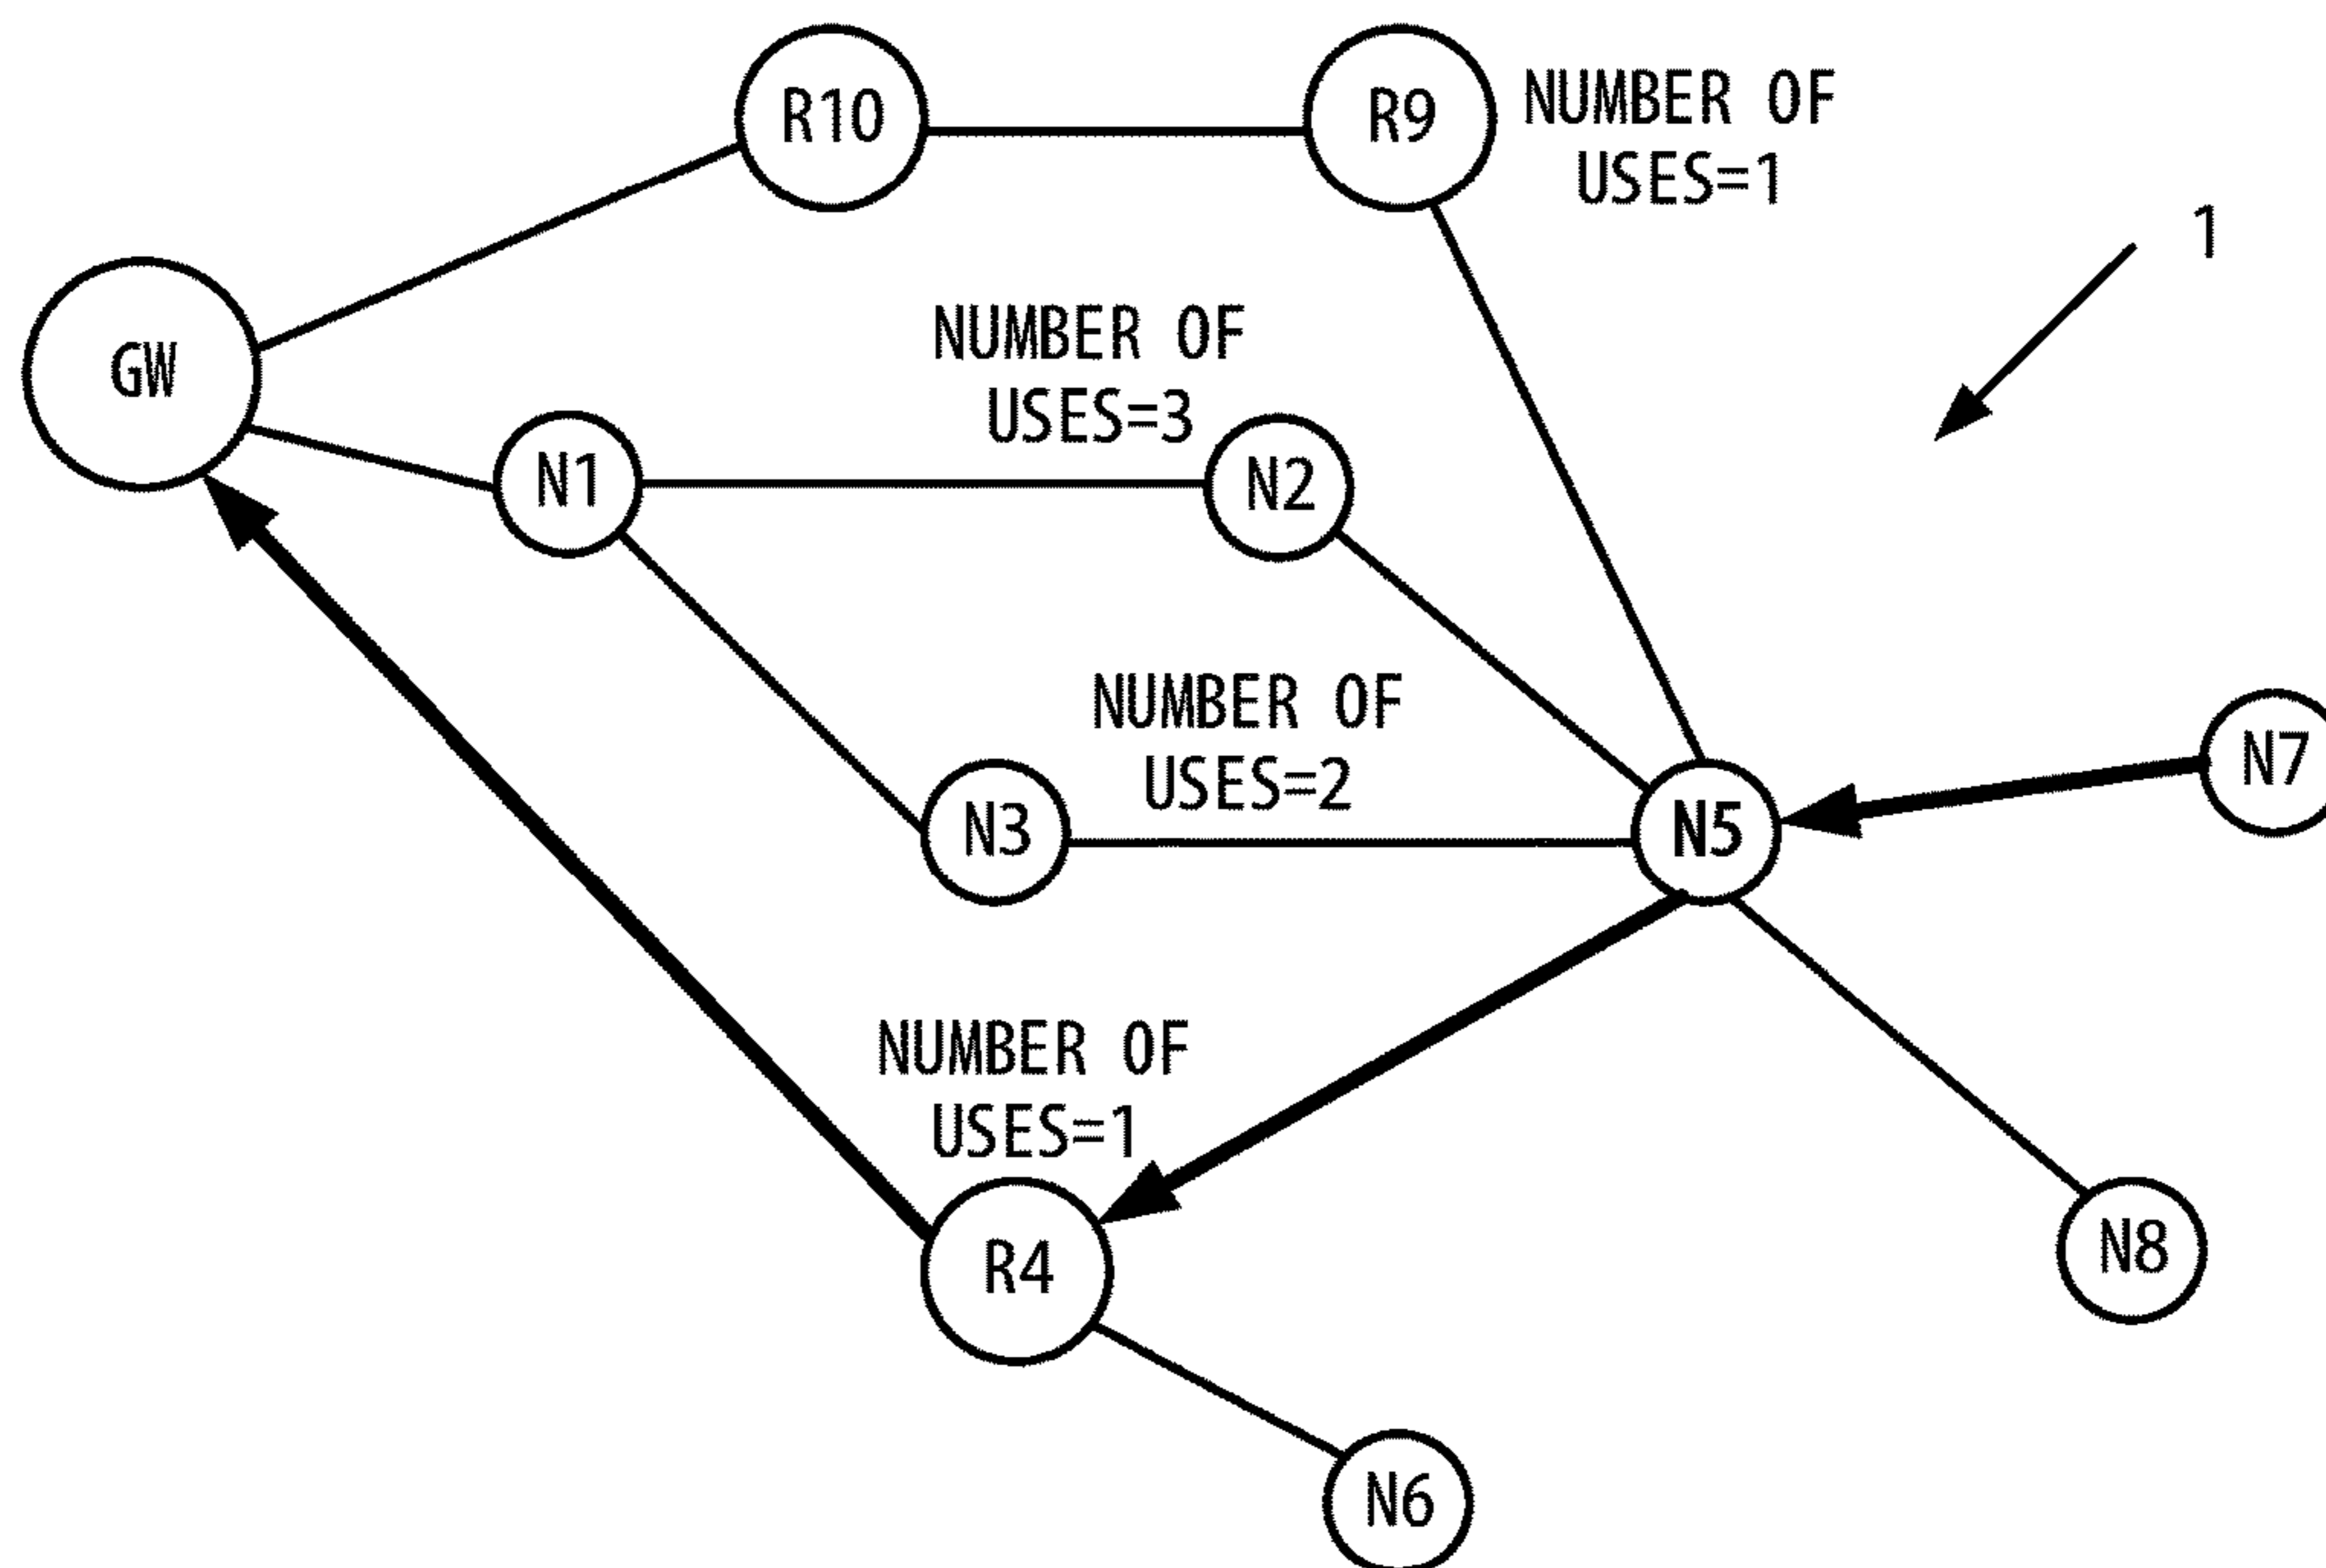 R10
R9
NUMBER OF
USES=1
1
GW
NUMBER OF
USES=3
N1
N2
NUMBER OF
USES=2
N7
N3
N5
NUMBER OF
USES=1
R4
N8
N6